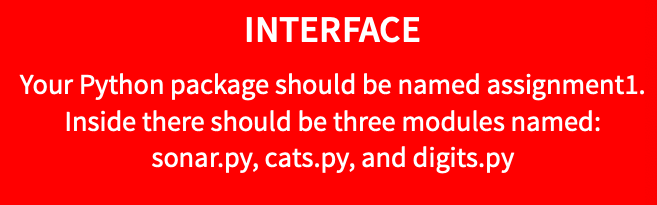 INTERFACE
Your Python package should be named assignment1.
Inside there should be three modules named:
sonar.py, cats.py, and digits.py